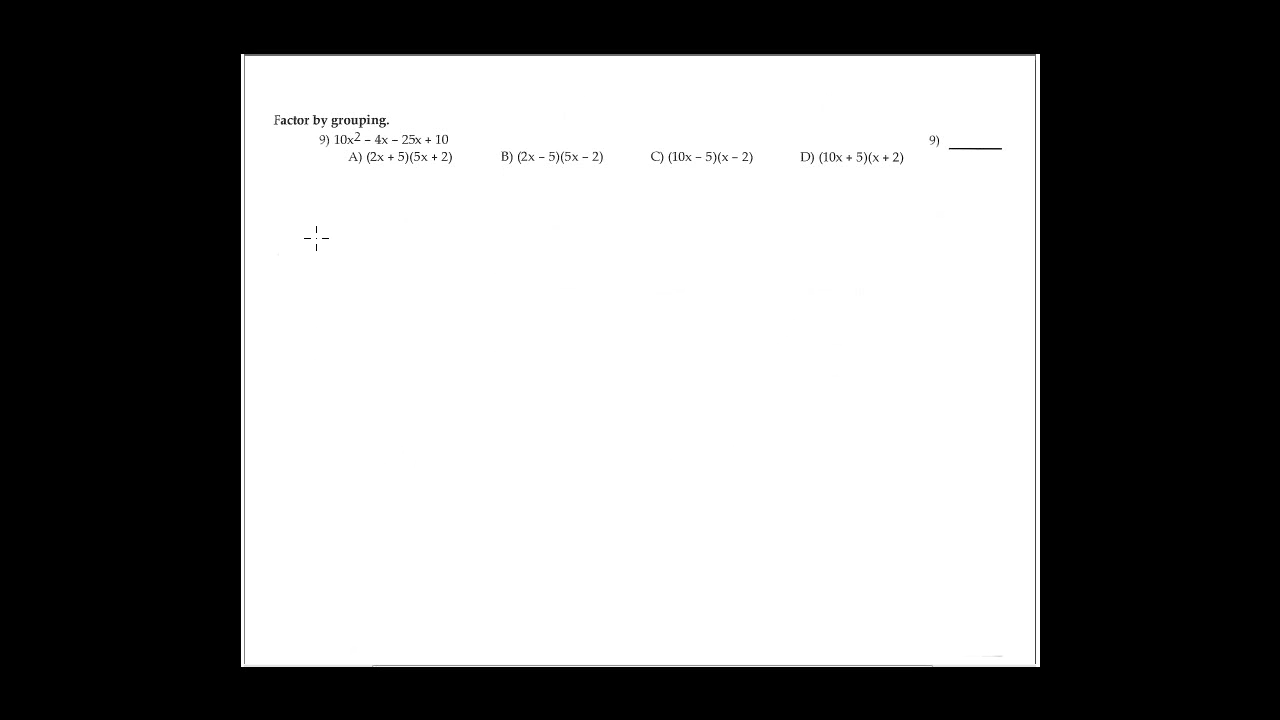 Factor by grouping.
9) 10x² – 4x – 25x + 10 9)
A) (2x + 5)(5x + 2) B) (2x – 5)(5x – 2) C) (10x – 5)(x – 2) D) (10x + 5)(x + 2)